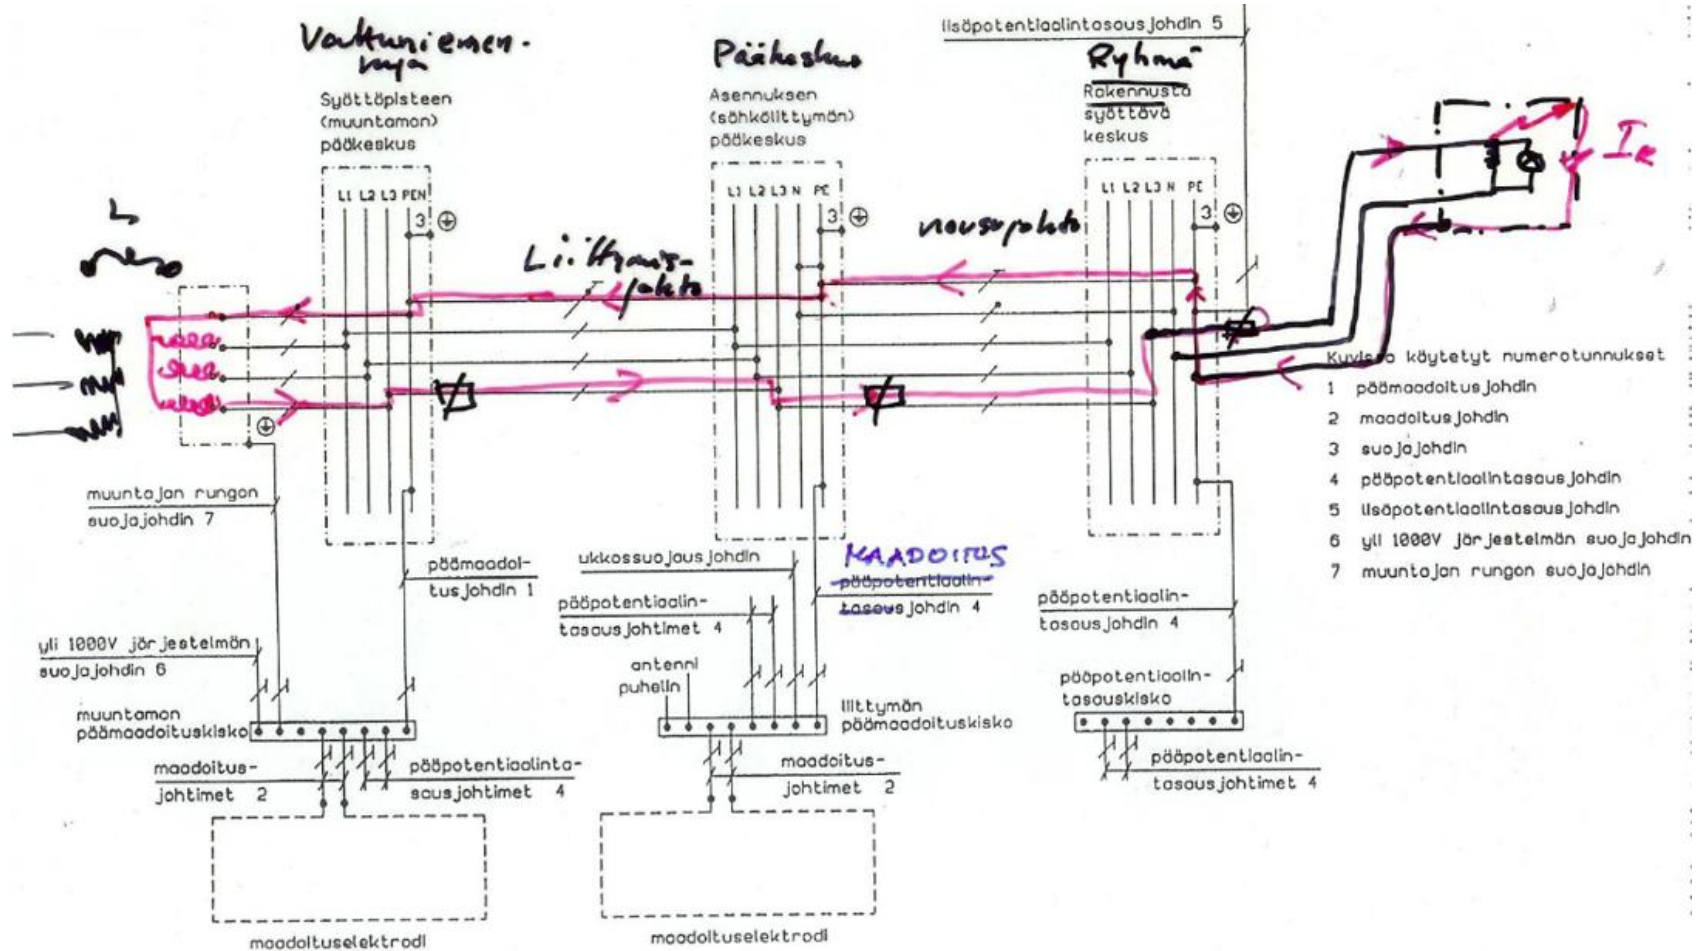 lisäpotentiaalintasausjohdin 5
Pääkeskus
Ryhmä
Syöttöpisteen
(muuntamon)
pääkeskus
Asennuksen
(sähköliittymän)
pääkeskus
Rakennusta
syöttävä
keskus
L1 L2 L3 PEN
3
L1 L2 L3 N PE
3
L1 L2 L3 N PE
3
Liittymis-
johto
nousujohto
I
Kuvissa käytetyt numerotunnukset
1 päämaadoitusjohdin
2 maadoitusjohdin
3 suojajohdin
4 pääpotentiaalintasausjohdin
5 lisäpotentiaalintasausjohdin
6 yli 1000V järjestelmän suojajohdin
7 muuntajan rungon suojajohdin
muuntajan rungon
suojajohdin 7
päämaadoi-
tusjohdin 1
yli 1000V järjestelmän
suojajohdin 6
muuntamon
päämaadoituskisko
maadoitus-
johtimet 2
pääpotentiaalinta-
sausjohtimet 4
maadoituselektrodi
ukkossuojausjohdin
MAADOITUS
pääpotentiaalin-
tasausjohdin 4
pääpotentiaalin-
tasausjohtimet 4
antenni
puhelin
liittymän
päämaadoituskisko
maadoitus-
johtimet 2
maadoituselektrodi
pääpotentiaalin-
tasausjohdin 4
pääpotentiaalin-
tasauskisko
pääpotentiaalin-
tasausjohtimet 4